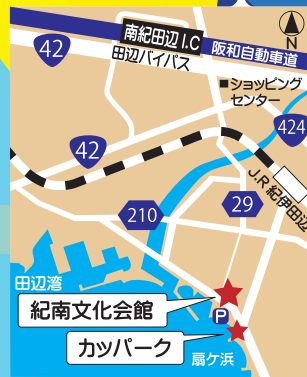 N
南紀田辺I.C
阪和自動車道
42
田辺バイパス
■ショッピング
センター
424
42
J.R紀伊田辺
210
29
田辺湾
紀南文化会館
P
カッパーク
扇ケ浜